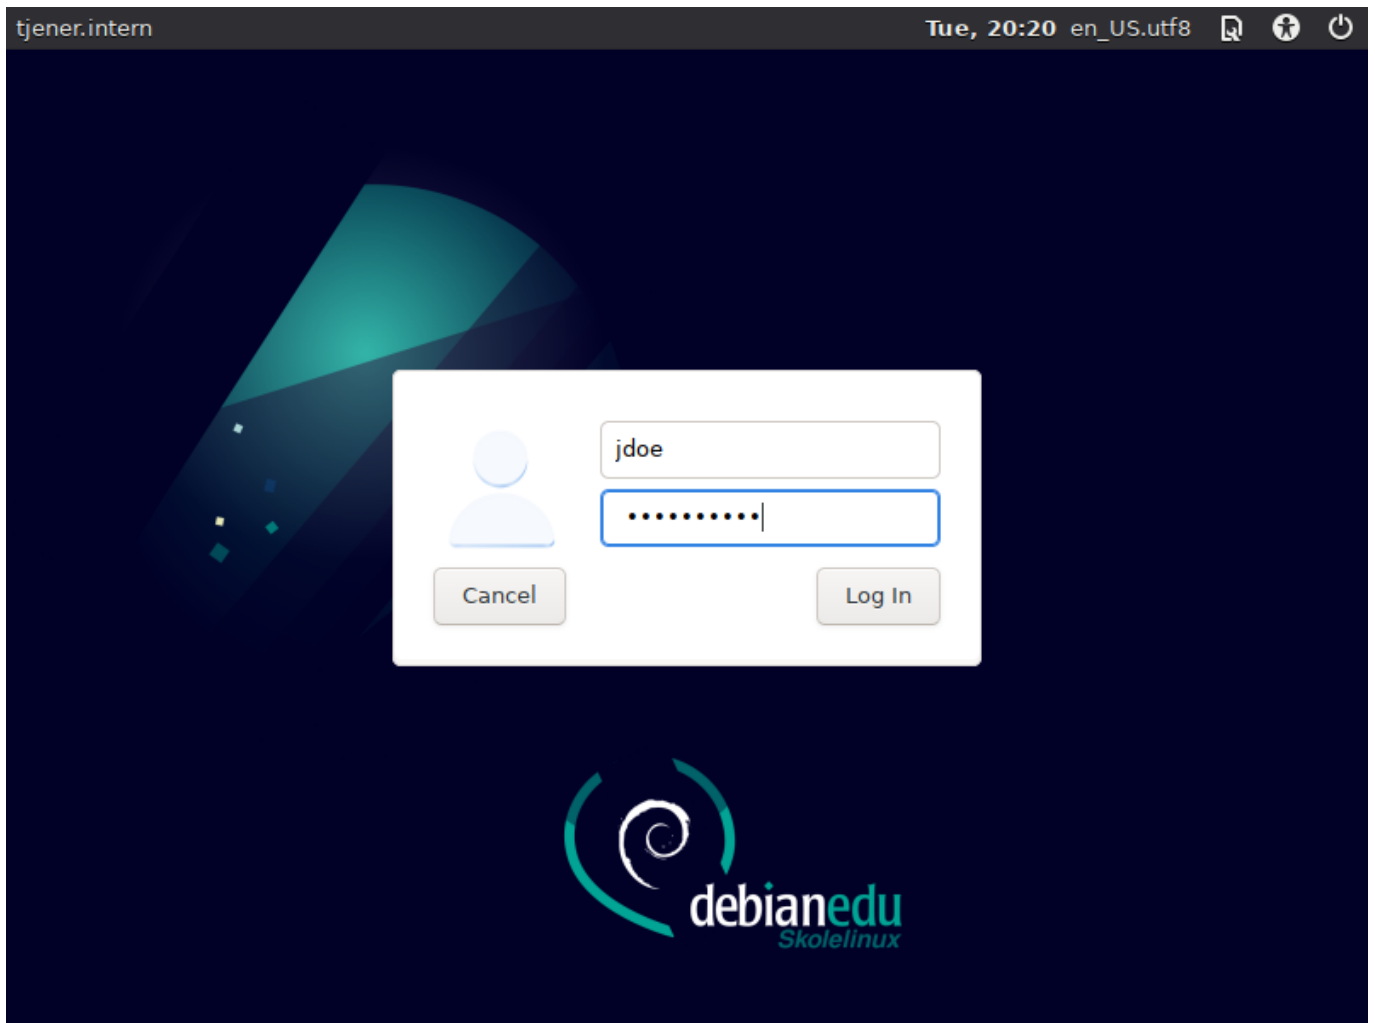 tjener.intern
Tue, 20:20 en_US.utf8
jdoe
••••••••••
Cancel
Log In
debianedu
Skolelinux